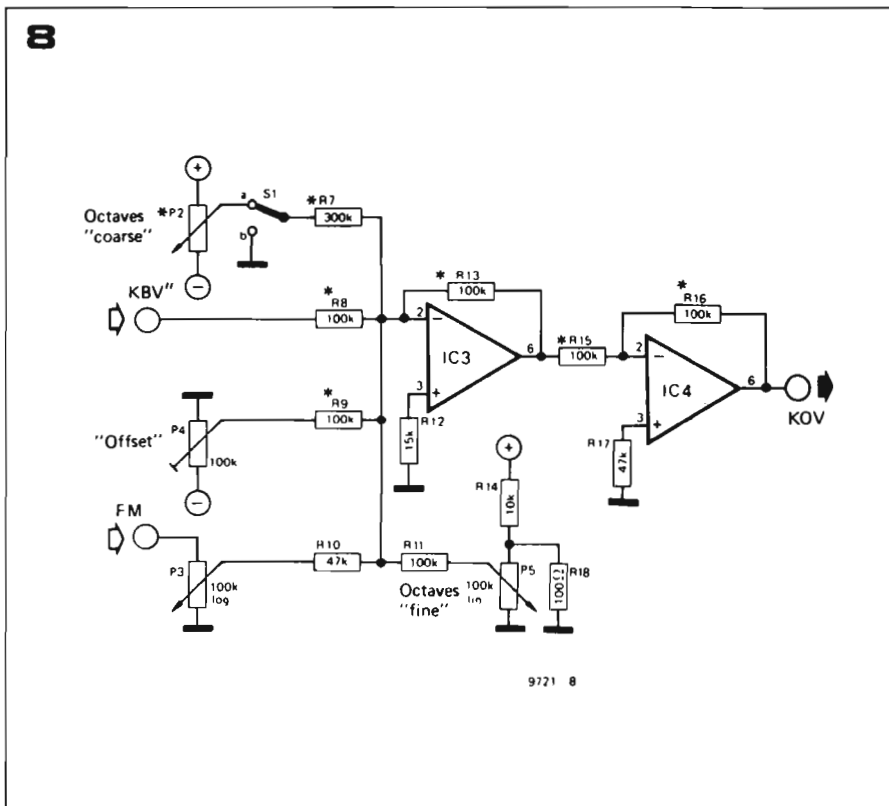 8
Octaves
"coarse"
*P2
+
−
a
b
S1
*R7
300k
KBV"
*
R8
100k
"Offset"
P4
100k
−
*
R9
100k
FM
P3
100k
log
R10
47k
R11
100k
Octaves
"fine"
100k
lin
P5
+
R14
10k
R18
100Ω
* R13
100k
2
−
IC3
6
3
+
R12
15k
*R15
100k
*
R16
100k
2
−
IC4
6
3
+
R17
47k
KOV
9721 8